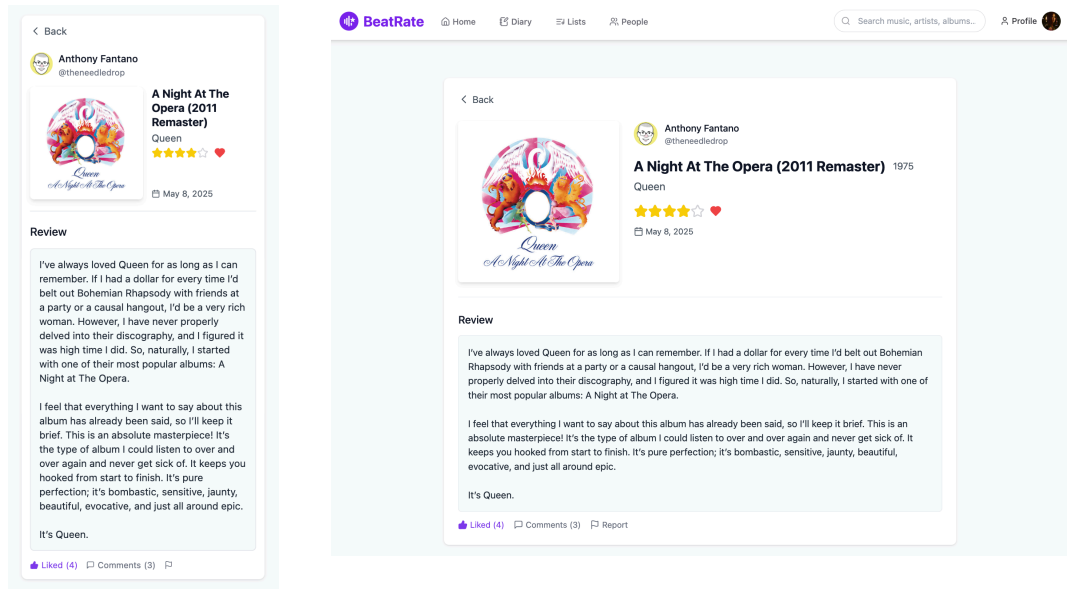 Back
Anthony Fantano
@theneedledrop
A Night At The
Opera (2011
Remaster)
Queen
Queen
A Night At The Opera
May 8, 2025
Review
I've always loved Queen for as long as I can
remember. If I had a dollar for every time I'd
belt out Bohemian Rhapsody with friends at
a party or a causal hangout, I'd be a very rich
woman. However, I have never properly
delved into their discography, and I figured it
was high time I did. So, naturally, I started
with one of their most popular albums: A
Night at The Opera.
I feel that everything I want to say about this
album has already been said, so I'll keep it
brief. This is an absolute masterpiece! It's
the type of album I could listen to over and
over again and never get sick of. It keeps you
hooked from start to finish. It's pure
perfection; it's bombastic, sensitive, jaunty,
beautiful, evocative, and just all around epic.
It's Queen.
Liked (4) Comments (3)
BeatRate Home Diary Lists People Search music, artists, albums... Profile
Back
Anthony Fantano
@theneedledrop
A Night At The Opera (2011 Remaster) 1975
Queen
May 8, 2025
Queen
A Night At The Opera
Review
I've always loved Queen for as long as I can remember. If I had a dollar for every time I'd belt out Bohemian
Rhapsody with friends at a party or a causal hangout, I'd be a very rich woman. However, I have never
properly delved into their discography, and I figured it was high time I did. So, naturally, I started with one of
their most popular albums: A Night at The Opera.
I feel that everything I want to say about this album has already been said, so I'll keep it brief. This is an
absolute masterpiece! It's the type of album I could listen to over and over again and never get sick of. It
keeps you hooked from start to finish. It's pure perfection; it's bombastic, sensitive, jaunty, beautiful,
evocative, and just all around epic.
It's Queen.
Liked (4) Comments (3) Report